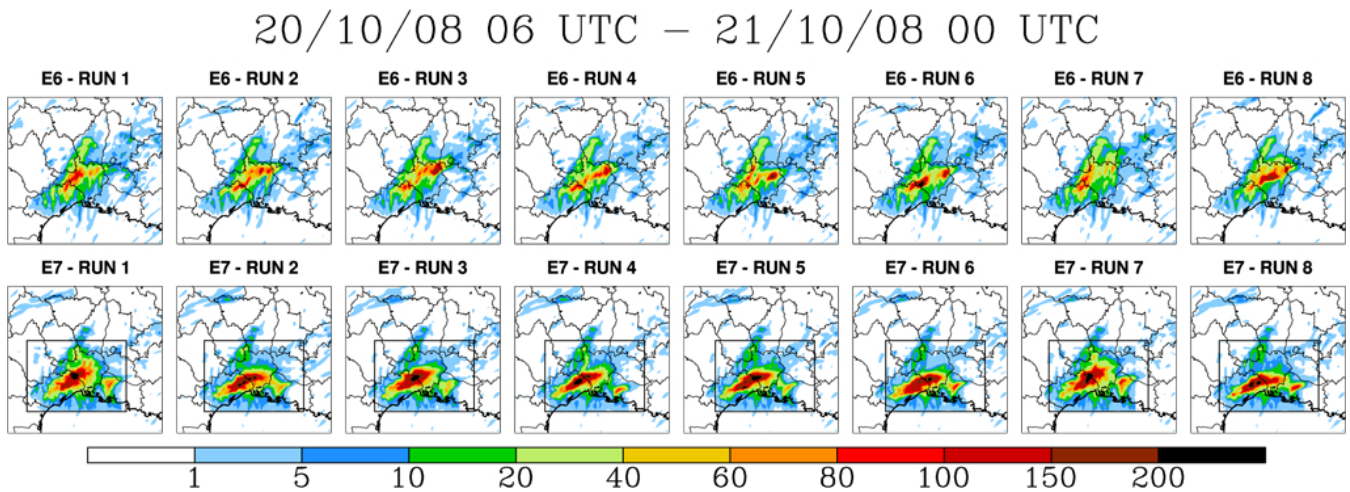 20/10/08 06 UTC – 21/10/08 00 UTC
E6 - RUN 1 E6 - RUN 2 E6 - RUN 3 E6 - RUN 4 E6 - RUN 5 E6 - RUN 6 E6 - RUN 7 E6 - RUN 8
E7 - RUN 1 E7 - RUN 2 E7 - RUN 3 E7 - RUN 4 E7 - RUN 5 E7 - RUN 6 E7 - RUN 7 E7 - RUN 8
1 5 10 20 40 60 80 100 150 200